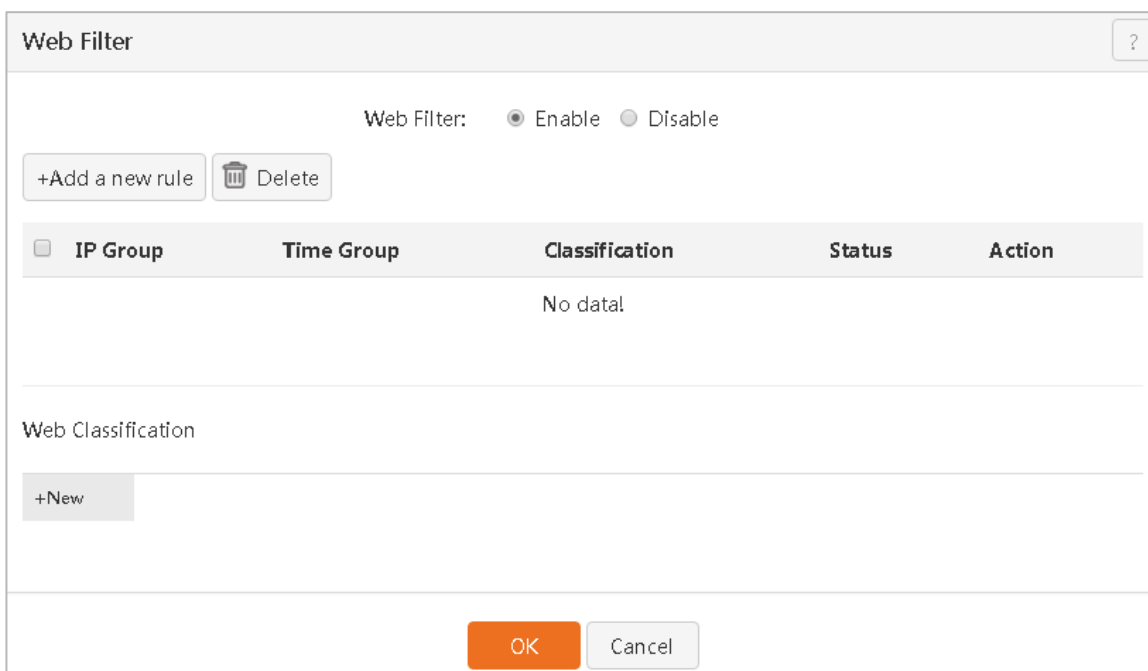 Web Filter
?
Web Filter: Enable Disable
+Add a new rule Delete
IP Group Time Group Classification Status Action
No data!
Web Classification
+New
OK Cancel